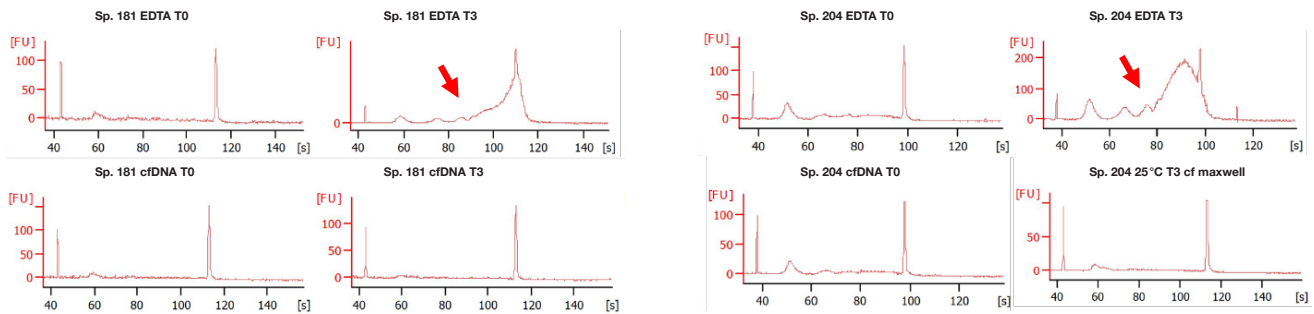 Sp. 181 EDTA T0
[FU]
100
50
0
40 60 80 100 120 140 [s]
Sp. 181 EDTA T3
[FU]
100
0
40 60 80 100 120 140 [s]
Sp. 204 EDTA T0
[FU]
100
50
0
40 60 80 100 120 [s]
Sp. 204 EDTA T3
[FU]
200
100
0
40 60 80 100 120 [s]
Sp. 181 cfDNA T0
[FU]
100
50
0
40 60 80 100 120 140 [s]
Sp. 181 cfDNA T3
[FU]
100
50
0
40 60 80 100 120 140 [s]
Sp. 204 cfDNA T0
[FU]
100
50
0
40 60 80 100 120 [s]
Sp. 204 25°C T3 cf maxwell
[FU]
50
0
40 60 80 100 120 140 [s]